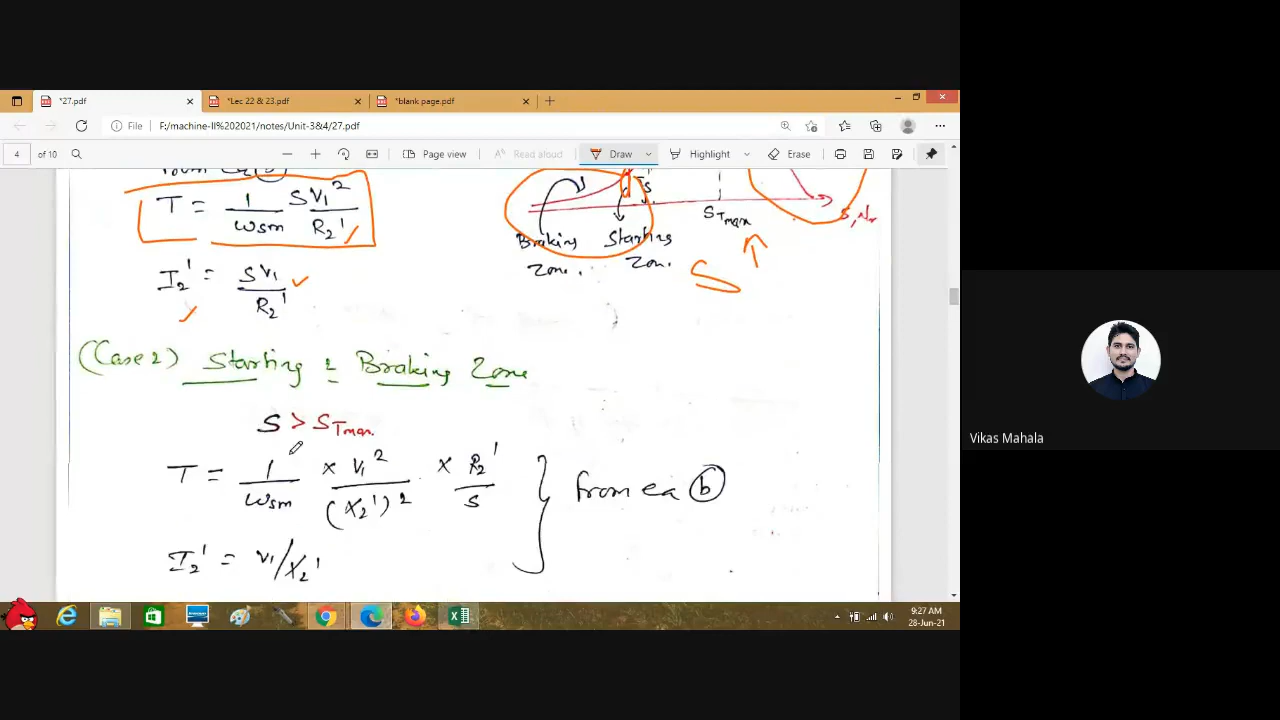 *27.pdf
*Lec 22 & 23.pdf
*blank page.pdf
File F:/machine-II%202021/notes/Unit-3&4/27.pdf
4 of 10 Page view Read aloud Draw Highlight Erase
T = 1/ωsm SV₁²/R₂'
Ts
STmax
S, Nr
Braking Zone.
Starting Zon.
S ↑
I₂' = SV₁/R₂'
(Case 2) Starting & Braking Zone
S > STmax.
T = 1/ωsm × V₁²/(X₂')² × R₂'/S } from eq (b)
I₂' = V₁/X₂'
Vikas Mahala
9:27 AM
28-Jun-21